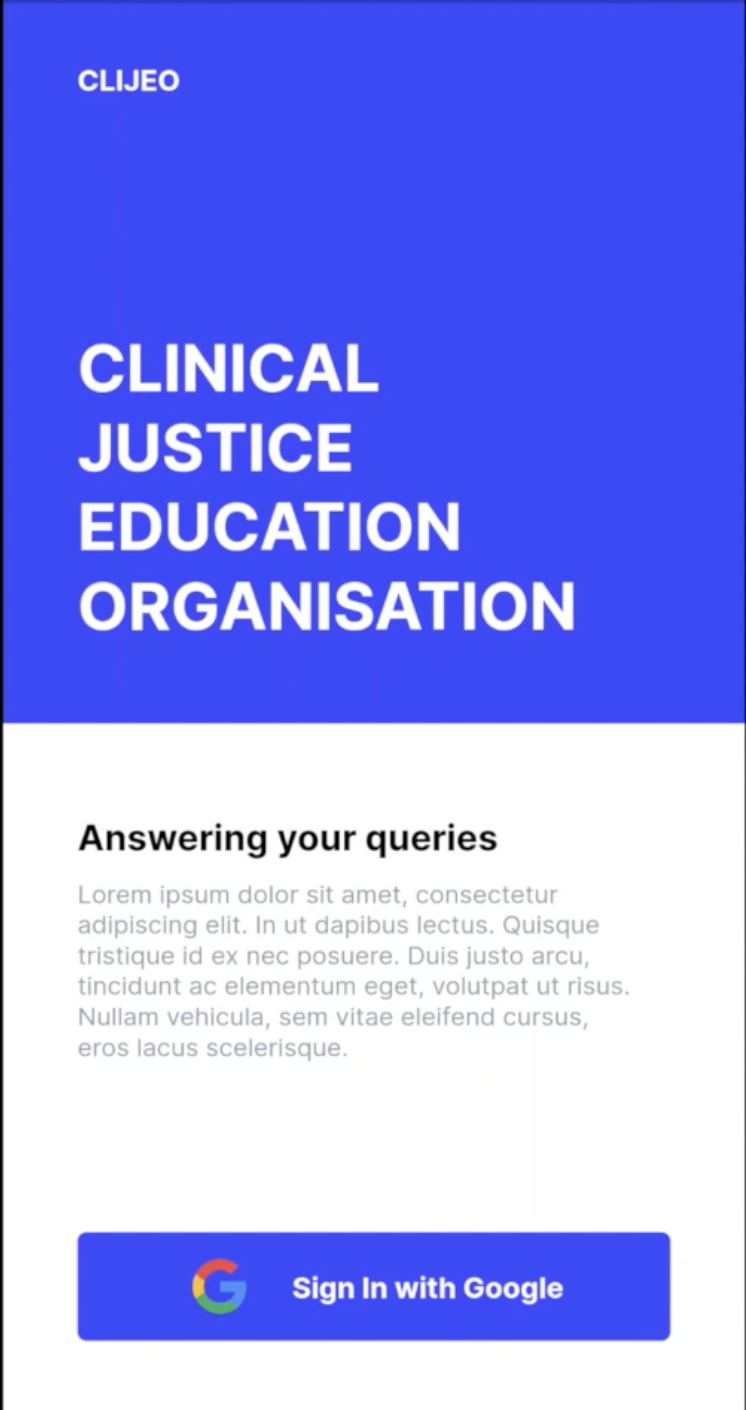 CLIJEO
CLINICAL
JUSTICE
EDUCATION
ORGANISATION
Answering your queries
Lorem ipsum dolor sit amet, consectetur
adipiscing elit. In ut dapibus lectus. Quisque
tristique id ex nec posuere. Duis justo arcu,
tincidunt ac elementum eget, volutpat ut risus.
Nullam vehicula, sem vitae eleifend cursus,
eros lacus scelerisque.
Sign In with Google